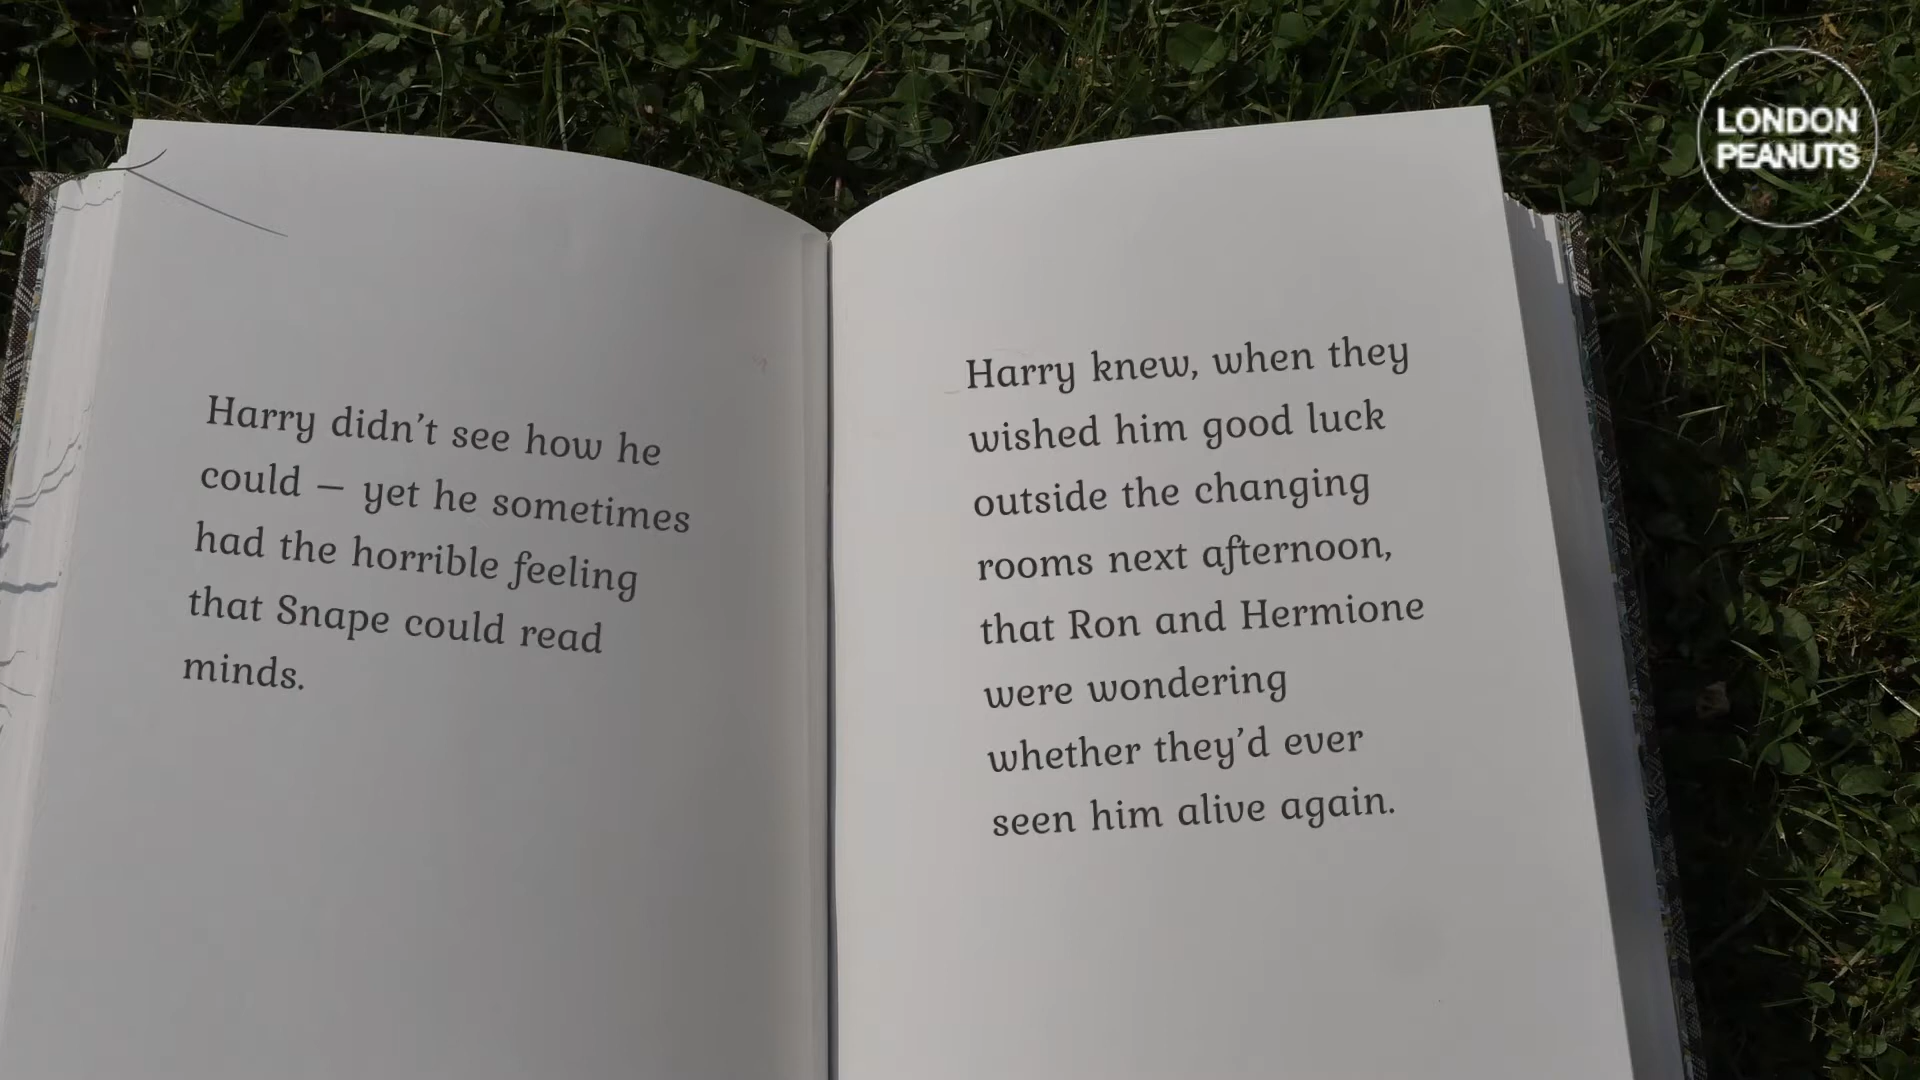 Harry didn't see how he
could – yet he sometimes
had the horrible feeling
that Snape could read
minds.
Harry knew, when they
wished him good luck
outside the changing
rooms next afternoon,
that Ron and Hermione
were wondering
whether they'd ever
seen him alive again.
LONDON
PEANUTS